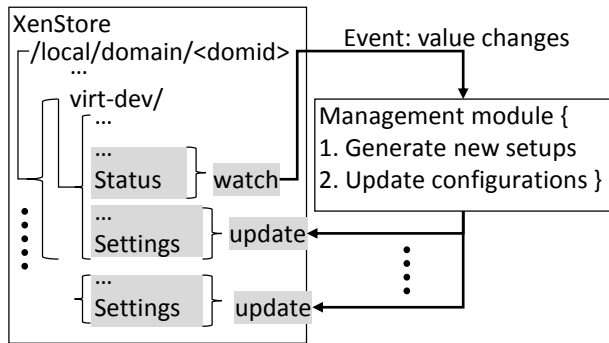 XenStore
/local/domain/<domid>
...
virt-dev/
...
...
Status
watch
...
Settings
update
...
Settings
update
Event: value changes
Management module {
1. Generate new setups
2. Update configurations }